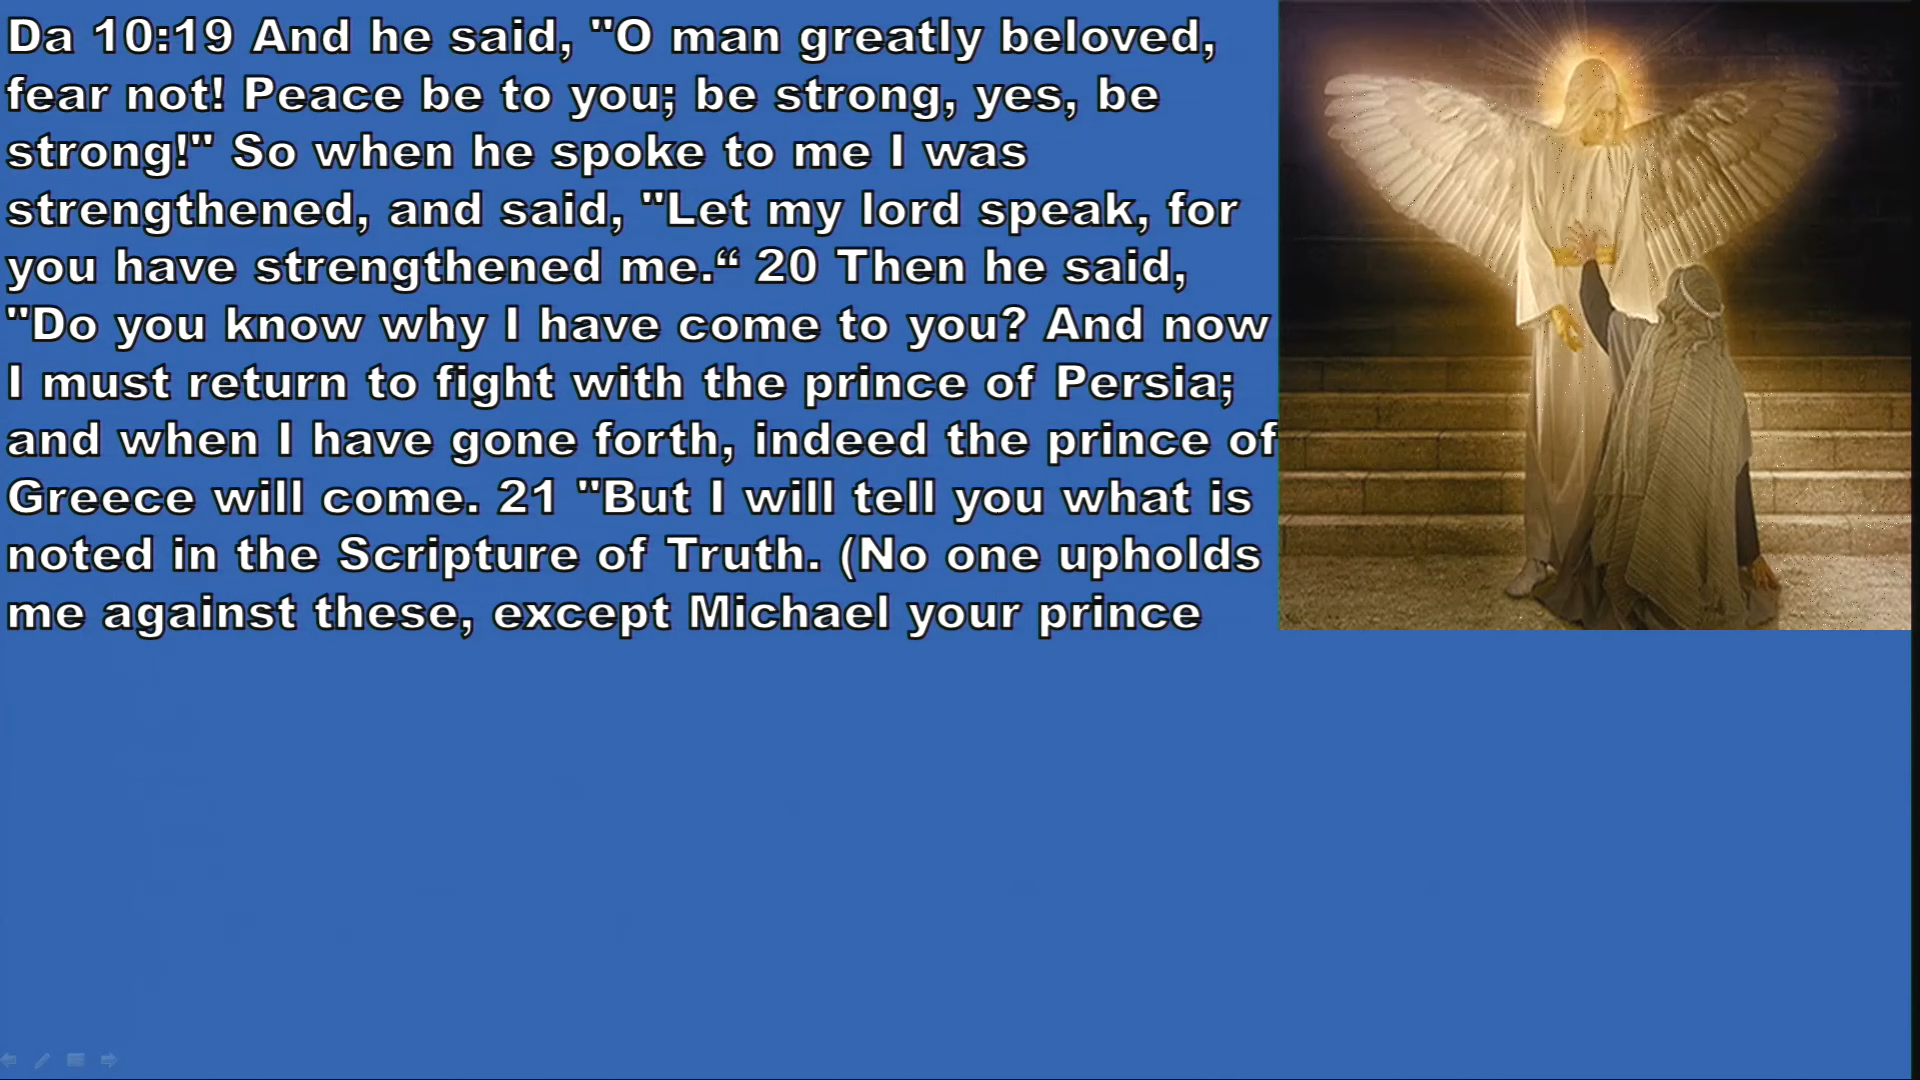 Da 10:19 And he said, "O man greatly beloved,
fear not! Peace be to you; be strong, yes, be
strong!" So when he spoke to me I was
strengthened, and said, "Let my lord speak, for
you have strengthened me.“ 20 Then he said,
"Do you know why I have come to you? And now
I must return to fight with the prince of Persia;
and when I have gone forth, indeed the prince of
Greece will come. 21 "But I will tell you what is
noted in the Scripture of Truth. (No one upholds
me against these, except Michael your prince